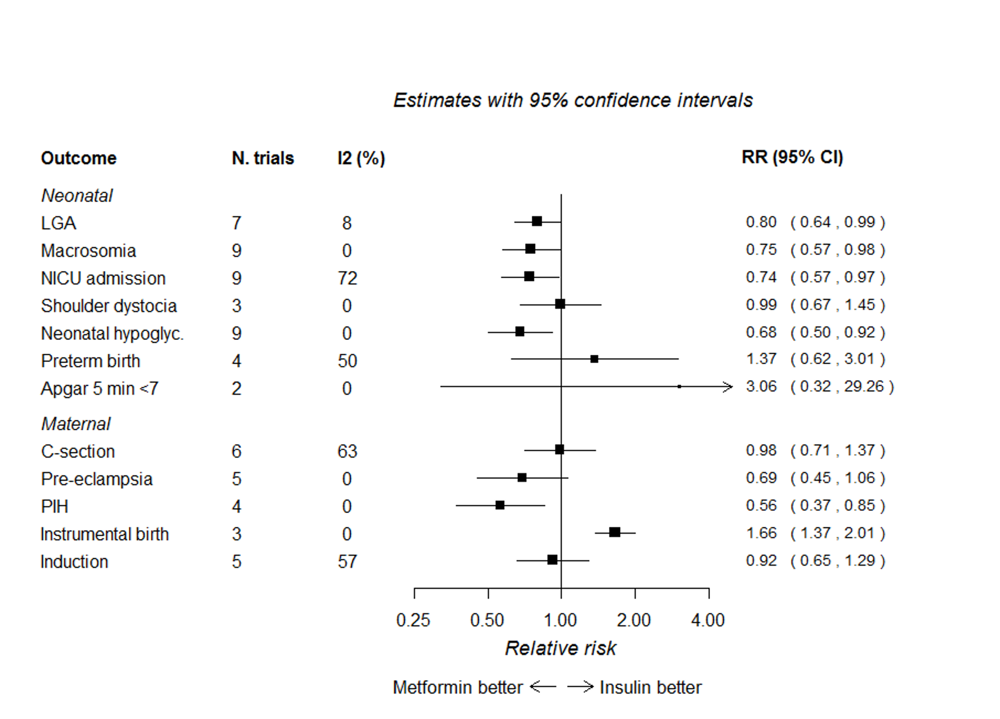 Estimates with 95% confidence intervals
Outcome N. trials I2 (%) RR (95% CI)
Neonatal
LGA 7 8 0.80 ( 0.64 , 0.99 )
Macrosomia 9 0 0.75 ( 0.57 , 0.98 )
NICU admission 9 72 0.74 ( 0.57 , 0.97 )
Shoulder dystocia 3 0 0.99 ( 0.67 , 1.45 )
Neonatal hypoglyc. 9 0 0.68 ( 0.50 , 0.92 )
Preterm birth 4 50 1.37 ( 0.62 , 3.01 )
Apgar 5 min <7 2 0 3.06 ( 0.32 , 29.26 )
Maternal
C-section 6 63 0.98 ( 0.71 , 1.37 )
Pre-eclampsia 5 0 0.69 ( 0.45 , 1.06 )
PIH 4 0 0.56 ( 0.37 , 0.85 )
Instrumental birth 3 0 1.66 ( 1.37 , 2.01 )
Induction 5 57 0.92 ( 0.65 , 1.29 )
0.25 0.50 1.00 2.00 4.00
Relative risk
Metformin better Insulin better